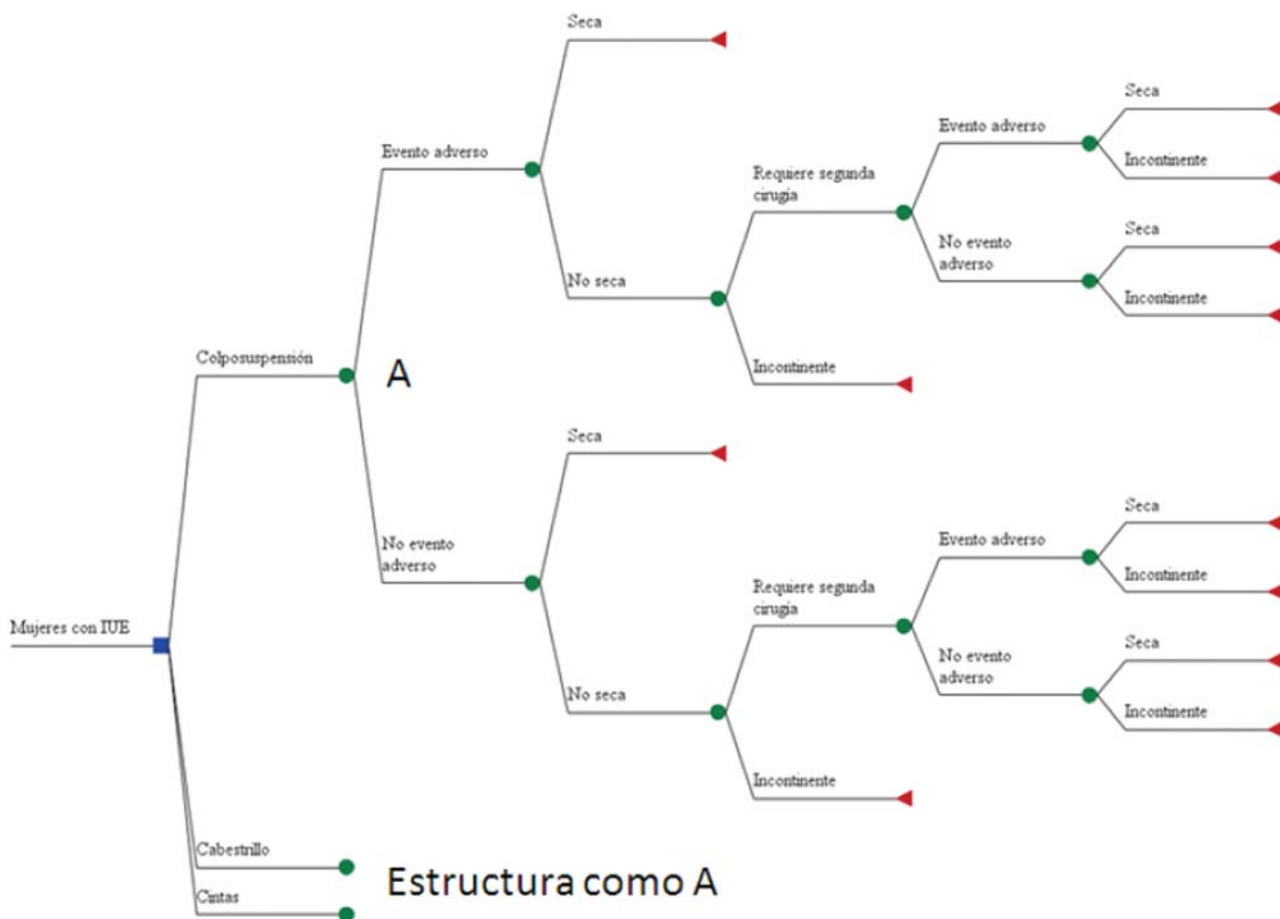 Mujeres con IUE
Colposuspensión
A
Evento adverso
Seca
No seca
Requiere segunda
cirugía
Evento adverso
Seca
Incontinente
No evento
adverso
Seca
Incontinente
Incontinente
No evento
adverso
Seca
No seca
Requiere segunda
cirugía
Evento adverso
Seca
Incontinente
No evento
adverso
Seca
Incontinente
Incontinente
Cabestrillo
Cintas
Estructura como A